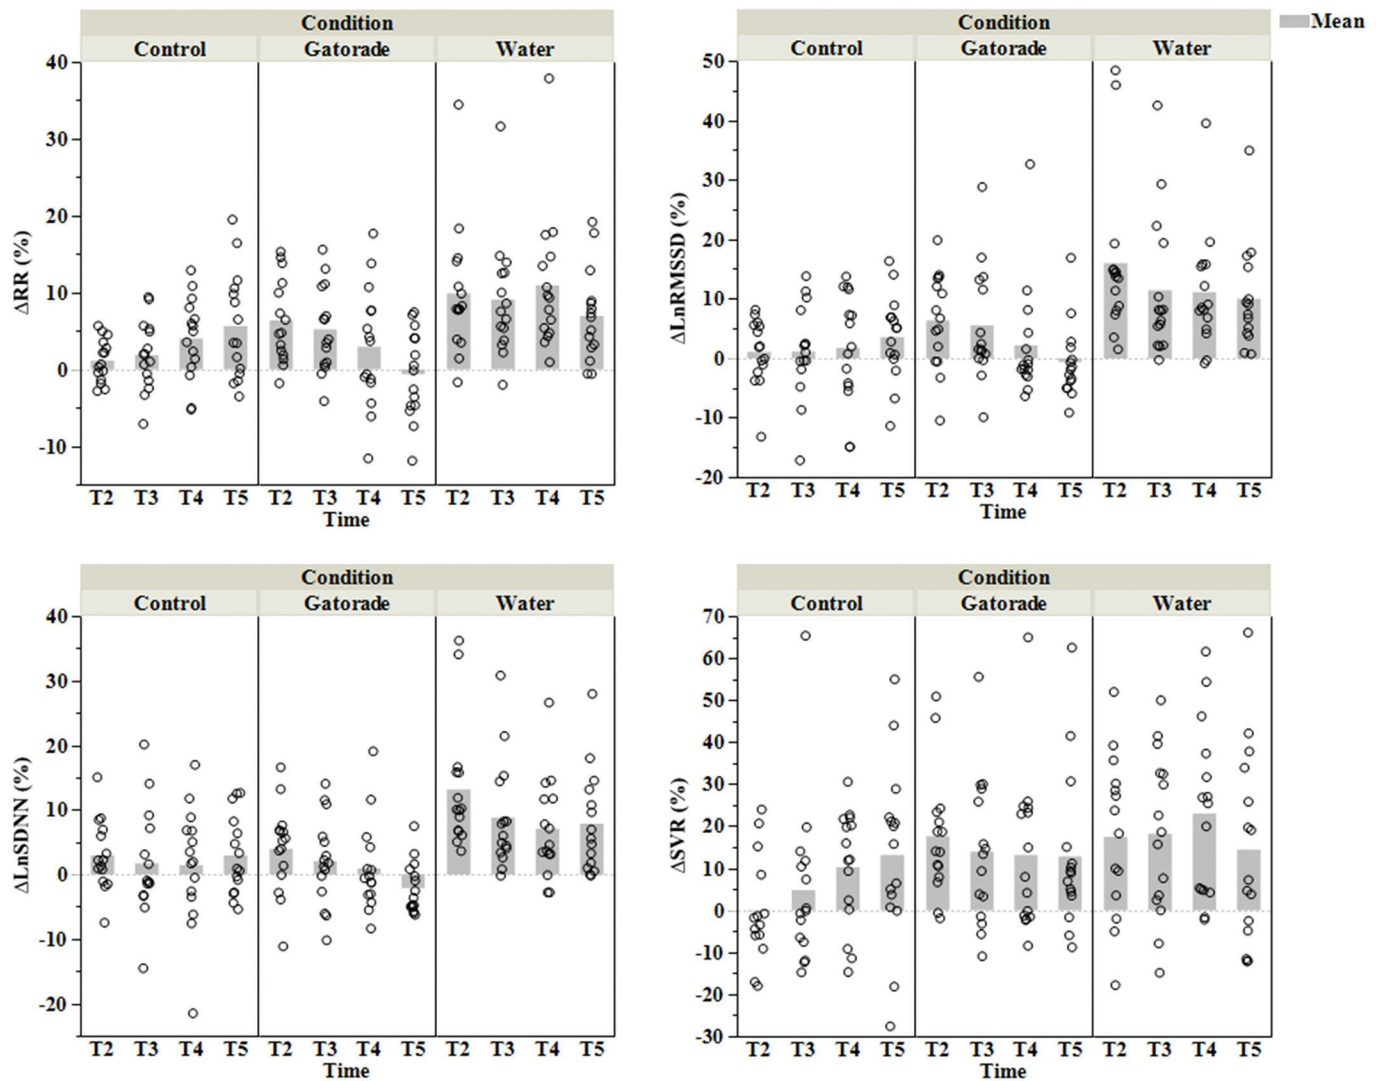 Condition
Control Gatorade Water
40
30
20
10
0
-10
ΔRR (%)
T2 T3 T4 T5 T2 T3 T4 T5 T2 T3 T4 T5
Time
Condition
Control Gatorade Water
Mean
50
40
30
20
10
0
-10
-20
ΔLnRMSSD (%)
T2 T3 T4 T5 T2 T3 T4 T5 T2 T3 T4 T5
Time
Condition
Control Gatorade Water
40
30
20
10
0
-10
-20
ΔLnSDNN (%)
T2 T3 T4 T5 T2 T3 T4 T5 T2 T3 T4 T5
Time
Condition
Control Gatorade Water
70
60
50
40
30
20
10
0
-10
-20
-30
ΔSVR (%)
T2 T3 T4 T5 T2 T3 T4 T5 T2 T3 T4 T5
Time